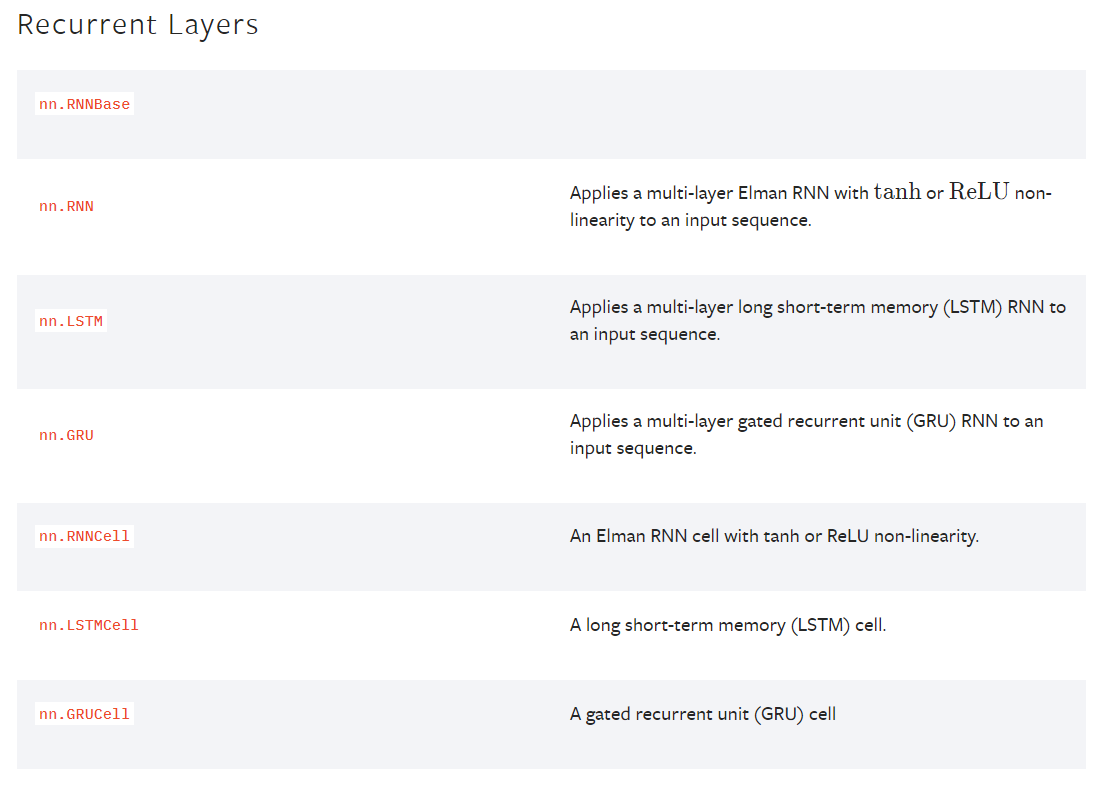 Recurrent Layers
nn.RNNBase
nn.RNN
Applies a multi-layer Elman RNN with tanh or ReLU non-
linearity to an input sequence.
nn.LSTM
Applies a multi-layer long short-term memory (LSTM) RNN to
an input sequence.
nn.GRU
Applies a multi-layer gated recurrent unit (GRU) RNN to an
input sequence.
nn.RNNCell
An Elman RNN cell with tanh or ReLU non-linearity.
nn.LSTMCell
A long short-term memory (LSTM) cell.
nn.GRUCell
A gated recurrent unit (GRU) cell